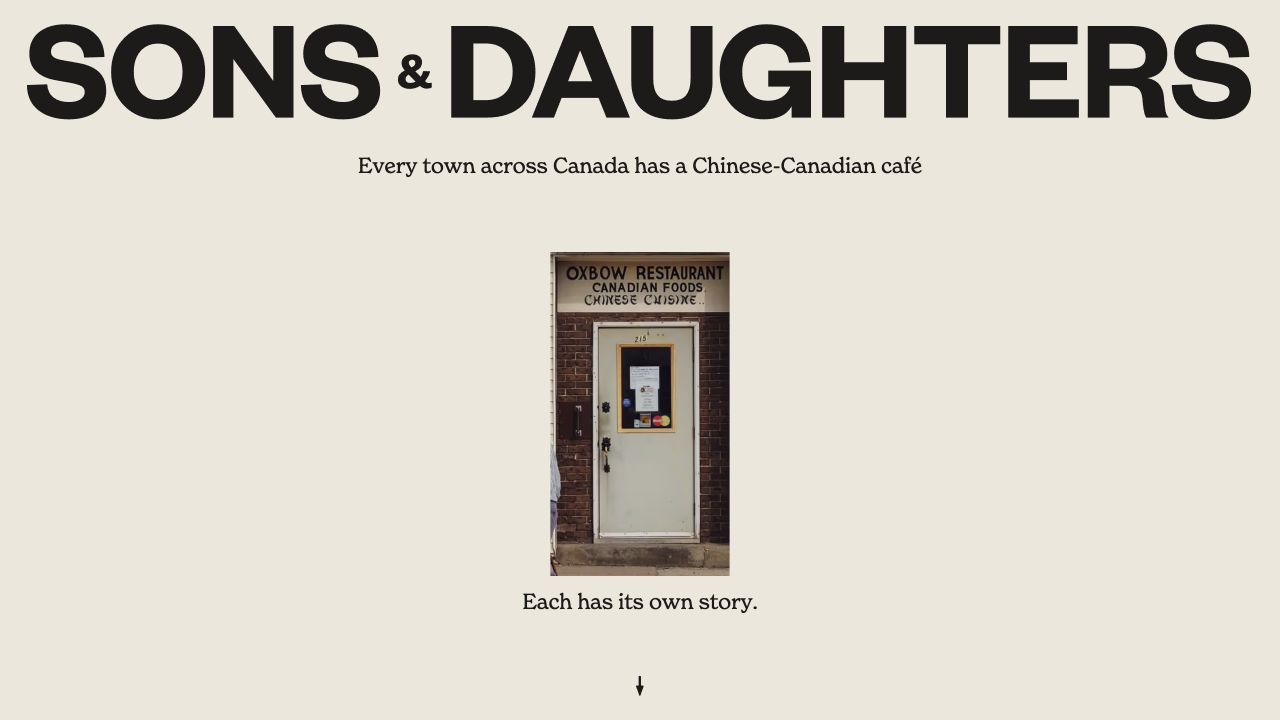 SONS & DAUGHTERS
Every town across Canada has a Chinese-Canadian café
OXBOW RESTAURANT
CANADIAN FOODS
CHINESE CUISINE..
215
Each has its own story.